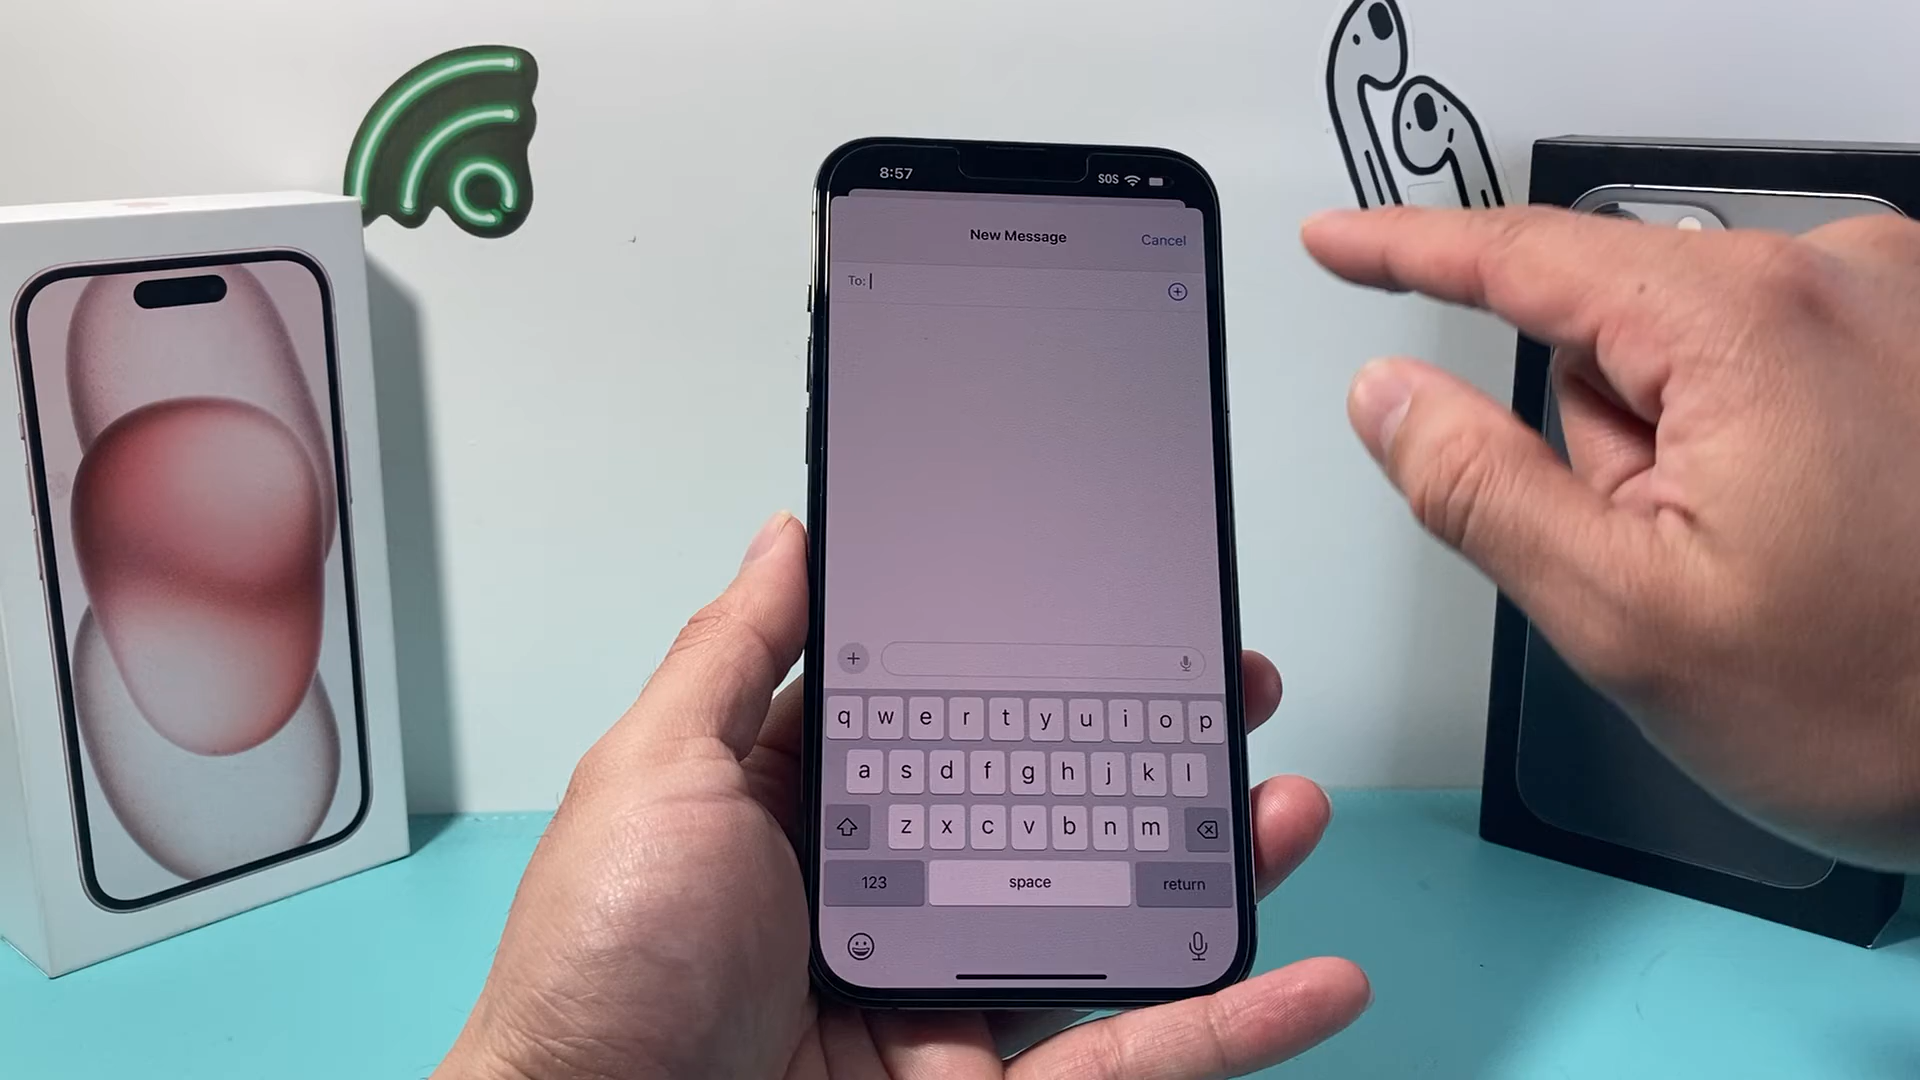 8:57
SOS
New Message
Cancel
To:
q w e r t y u i o p
a s d f g h j k l
z x c v b n m
123
space
return